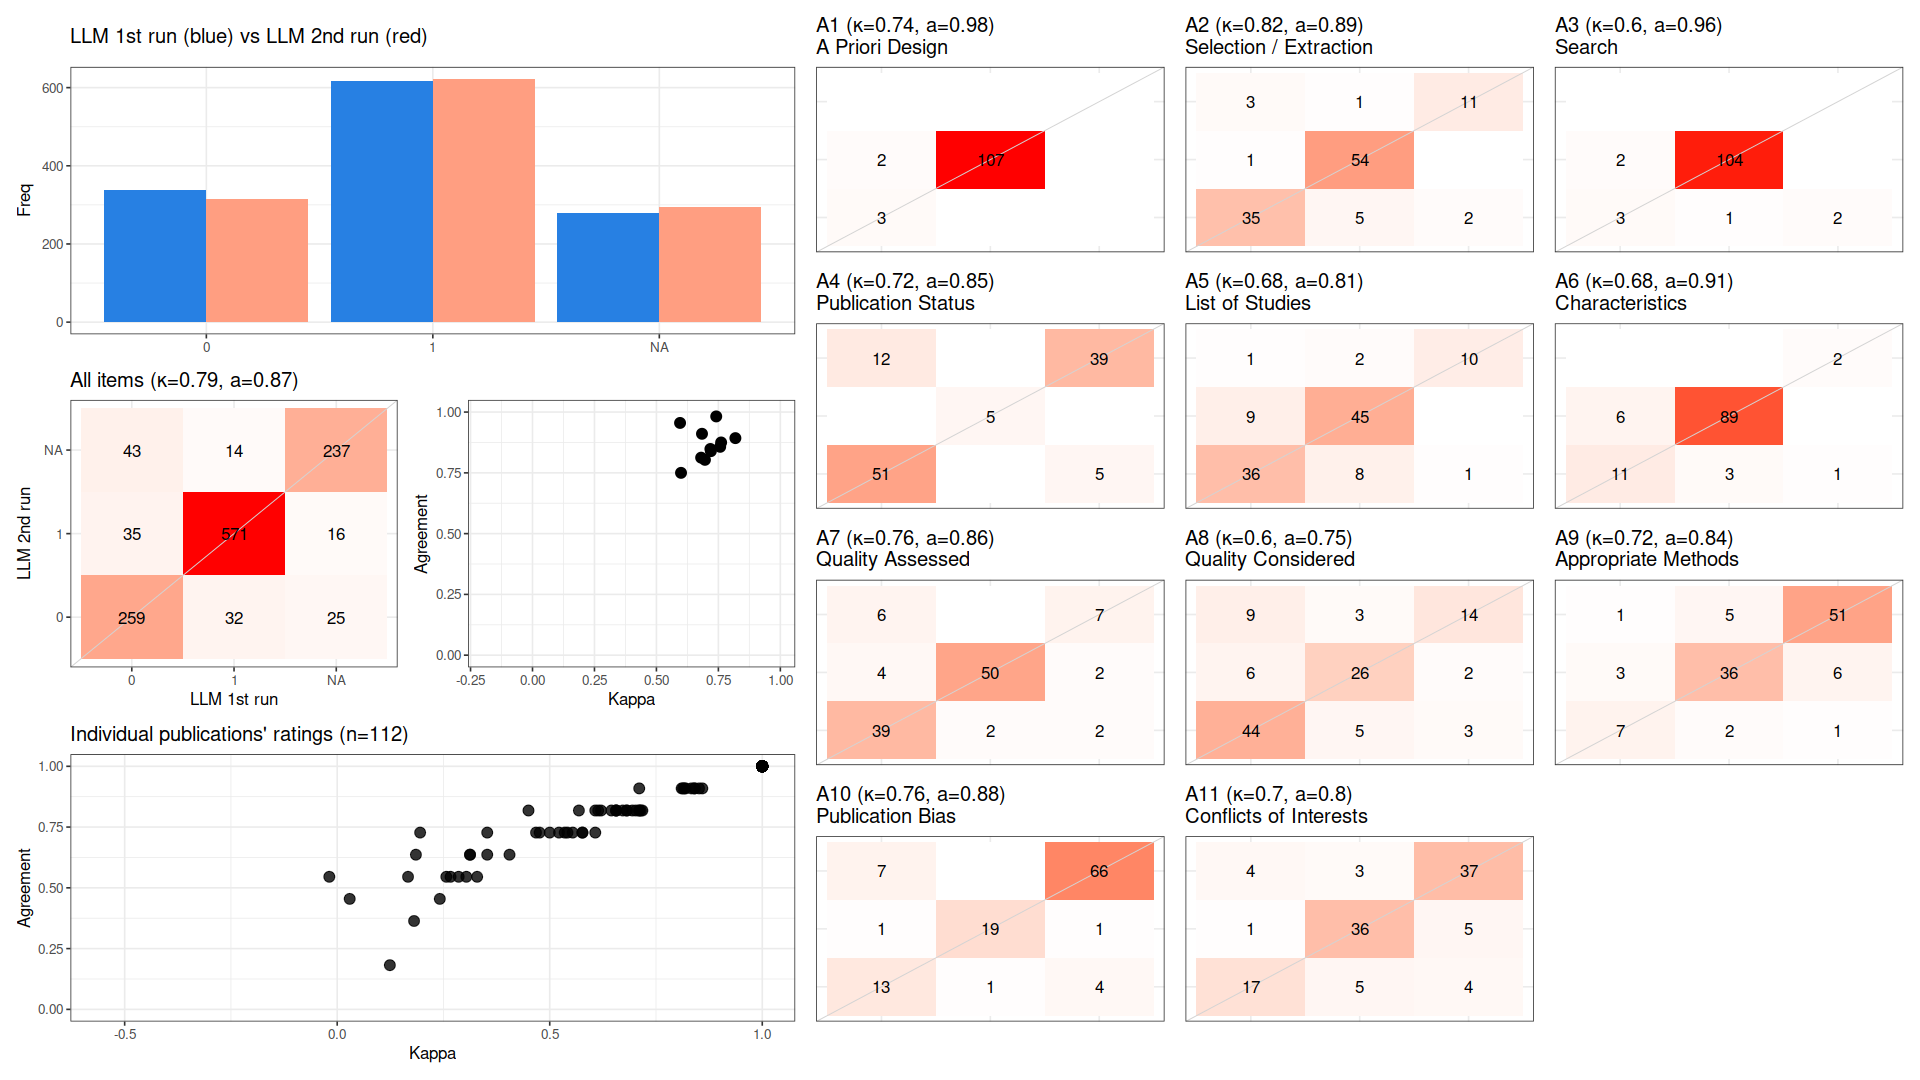 LLM 1st run (blue) vs LLM 2nd run (red)
Freq
600
400
200
0
0 1 NA
All items (κ=0.79, a=0.87)
LLM 2nd run
NA 43 14 237
1 35 571 16
0 259 32 25
0 1 NA
LLM 1st run
Agreement
1.00
0.75
0.50
0.25
0.00
-0.25 0.00 0.25 0.50 0.75 1.00
Kappa
Individual publications' ratings (n=112)
Agreement
1.00
0.75
0.50
0.25
0.00
-0.5 0.0 0.5 1.0
Kappa
A1 (κ=0.74, a=0.98)
A Priori Design
2 107
3
A2 (κ=0.82, a=0.89)
Selection / Extraction
3 1 11
1 54
35 5 2
A3 (κ=0.6, a=0.96)
Search
2 104
3 1 2
A4 (κ=0.72, a=0.85)
Publication Status
12 39
5
51 5
A5 (κ=0.68, a=0.81)
List of Studies
1 2 10
9 45
36 8 1
A6 (κ=0.68, a=0.91)
Characteristics
2
6 89
11 3 1
A7 (κ=0.76, a=0.86)
Quality Assessed
6 7
4 50 2
39 2 2
A8 (κ=0.6, a=0.75)
Quality Considered
9 3 14
6 26 2
44 5 3
A9 (κ=0.72, a=0.84)
Appropriate Methods
1 5 51
3 36 6
7 2 1
A10 (κ=0.76, a=0.88)
Publication Bias
7 66
1 19 1
13 1 4
A11 (κ=0.7, a=0.8)
Conflicts of Interests
4 3 37
1 36 5
17 5 4